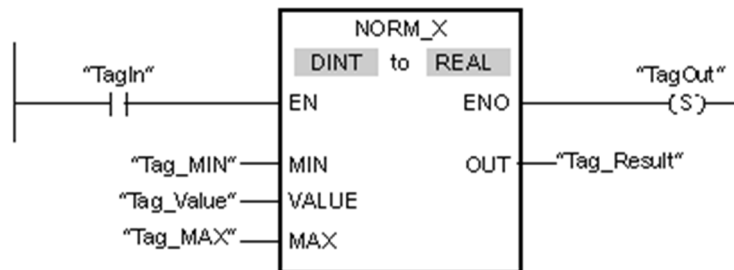 NORM_X
DINT to REAL
"TagIn"
"TagOut"
EN ENO
(S)
"Tag_MIN" MIN OUT "Tag_Result"
"Tag_Value" VALUE
"Tag_MAX" MAX